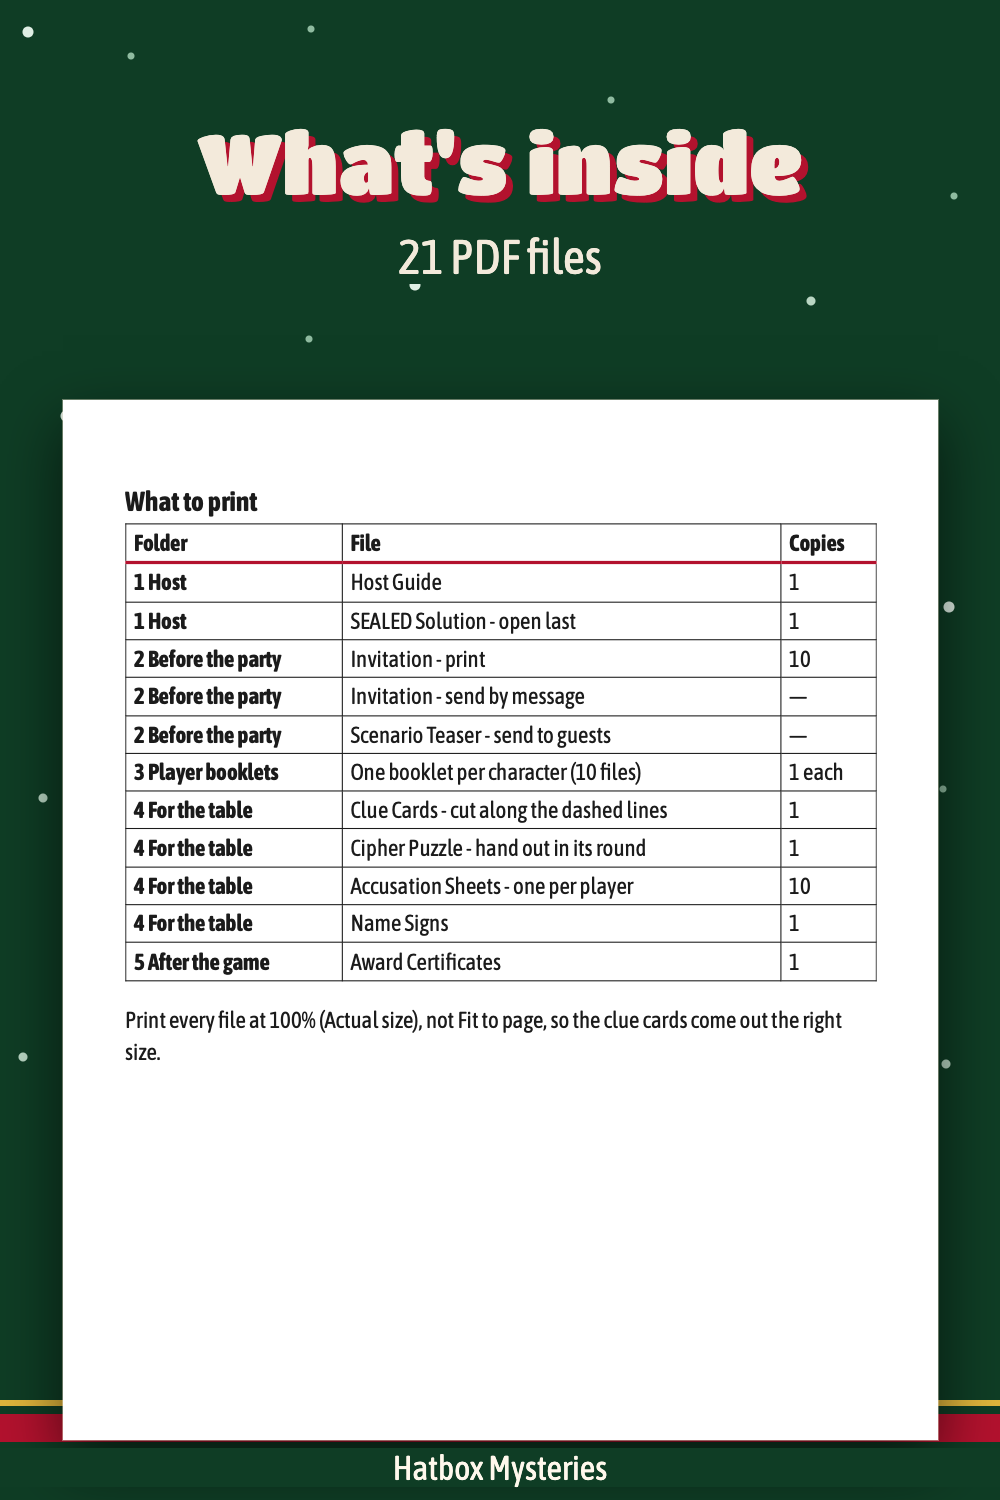 What's inside
21 PDF files
What to print
Folder File Copies
1 Host Host Guide 1
1 Host SEALED Solution - open last 1
2 Before the party Invitation - print 10
2 Before the party Invitation - send by message —
2 Before the party Scenario Teaser - send to guests —
3 Player booklets One booklet per character (10 files) 1 each
4 For the table Clue Cards - cut along the dashed lines 1
4 For the table Cipher Puzzle - hand out in its round 1
4 For the table Accusation Sheets - one per player 10
4 For the table Name Signs 1
5 After the game Award Certificates 1
Print every file at 100% (Actual size), not Fit to page, so the clue cards come out the right
size.
Hatbox Mysteries